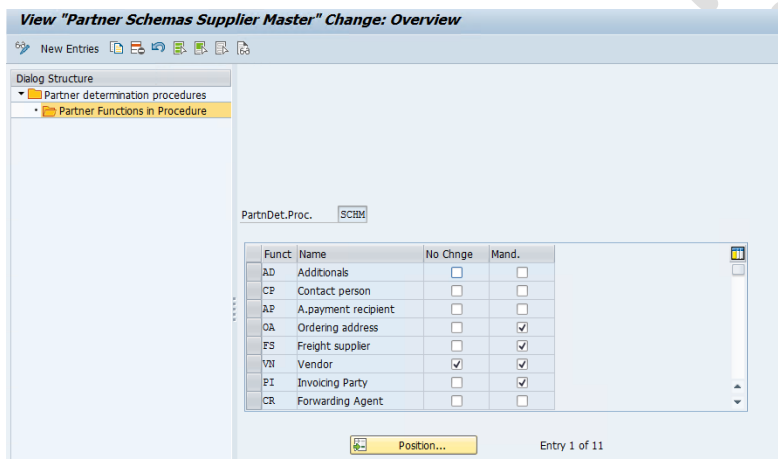 View "Partner Schemas Supplier Master" Change: Overview
New Entries
Dialog Structure
Partner determination procedures
Partner Functions in Procedure
PartnDet.Proc. SCHM
Funct Name No Chnge Mand.
AD Additionals
CP Contact person
AP A.payment recipient
OA Ordering address
FS Freight supplier
VN Vendor
PI Invoicing Party
CR Forwarding Agent
Position... Entry 1 of 11